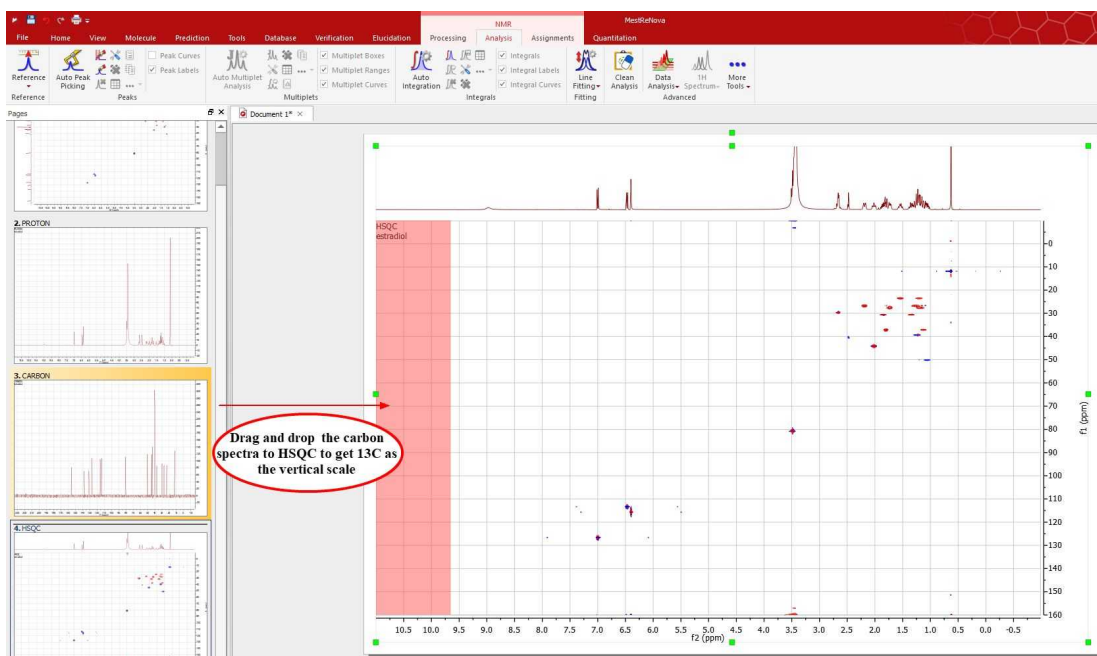 NMR
MestReNova
File Home View Molecule Prediction Tools Database Verification Elucidation Processing Analysis Assignments Quantitation
Reference
Reference
Auto Peak
Picking
Peak Curves
Peak Labels
Peaks
Auto Multiplet
Analysis
Multiplet Boxes
Multiplet Ranges
Multiplet Curves
Multiplets
Auto
Integration
Integrals
Integral Labels
Integral Curves
Integrals
Line
Fitting
Fitting
Clean
Analysis
Data
Analysis
1H
Spectrum
More
Tools
Advanced
Pages
Document 1*
2. PROTON
3. CARBON
4. HSQC
Drag and drop the carbon
spectra to HSQC to get 13C as
the vertical scale
HSQC
estradiol
0
10
20
30
40
50
60
70
80
90
100
110
120
130
140
150
160
f1 (ppm)
10.5 10.0 9.5 9.0 8.5 8.0 7.5 7.0 6.5 6.0 5.5 5.0 4.5 4.0 3.5 3.0 2.5 2.0 1.5 1.0 0.5 0.0 -0.5
f2 (ppm)